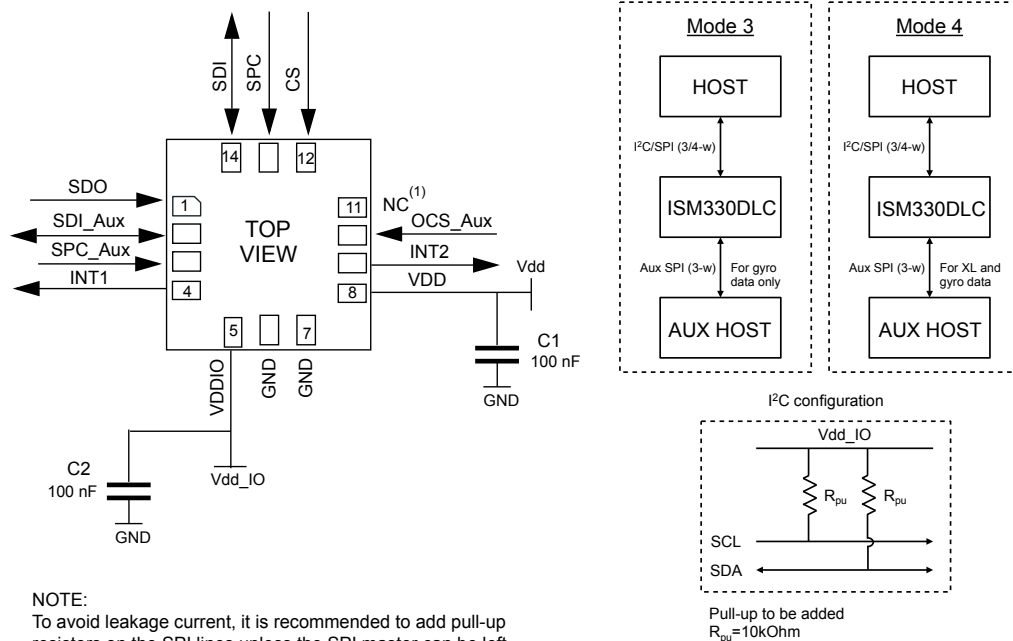 SDI
SPC
CS
14
12
SDO
SDI_Aux
SPC_Aux
INT1
1
4
TOP
VIEW
11
8
NC(1)
OCS_Aux
INT2
VDD
Vdd
C1
100 nF
GND
5
7
VDDIO
GND
GND
C2
100 nF
GND
Vdd_IO
Mode 3
HOST
I²C/SPI (3/4-w)
ISM330DLC
Aux SPI (3-w)
For gyro
data only
AUX HOST
Mode 4
HOST
I²C/SPI (3/4-w)
ISM330DLC
Aux SPI (3-w)
For XL and
gyro data
AUX HOST
I²C configuration
Vdd_IO
Rpu
Rpu
SCL
SDA
Pull-up to be added
Rpu=10kOhm
NOTE:
To avoid leakage current, it is recommended to add pull-up